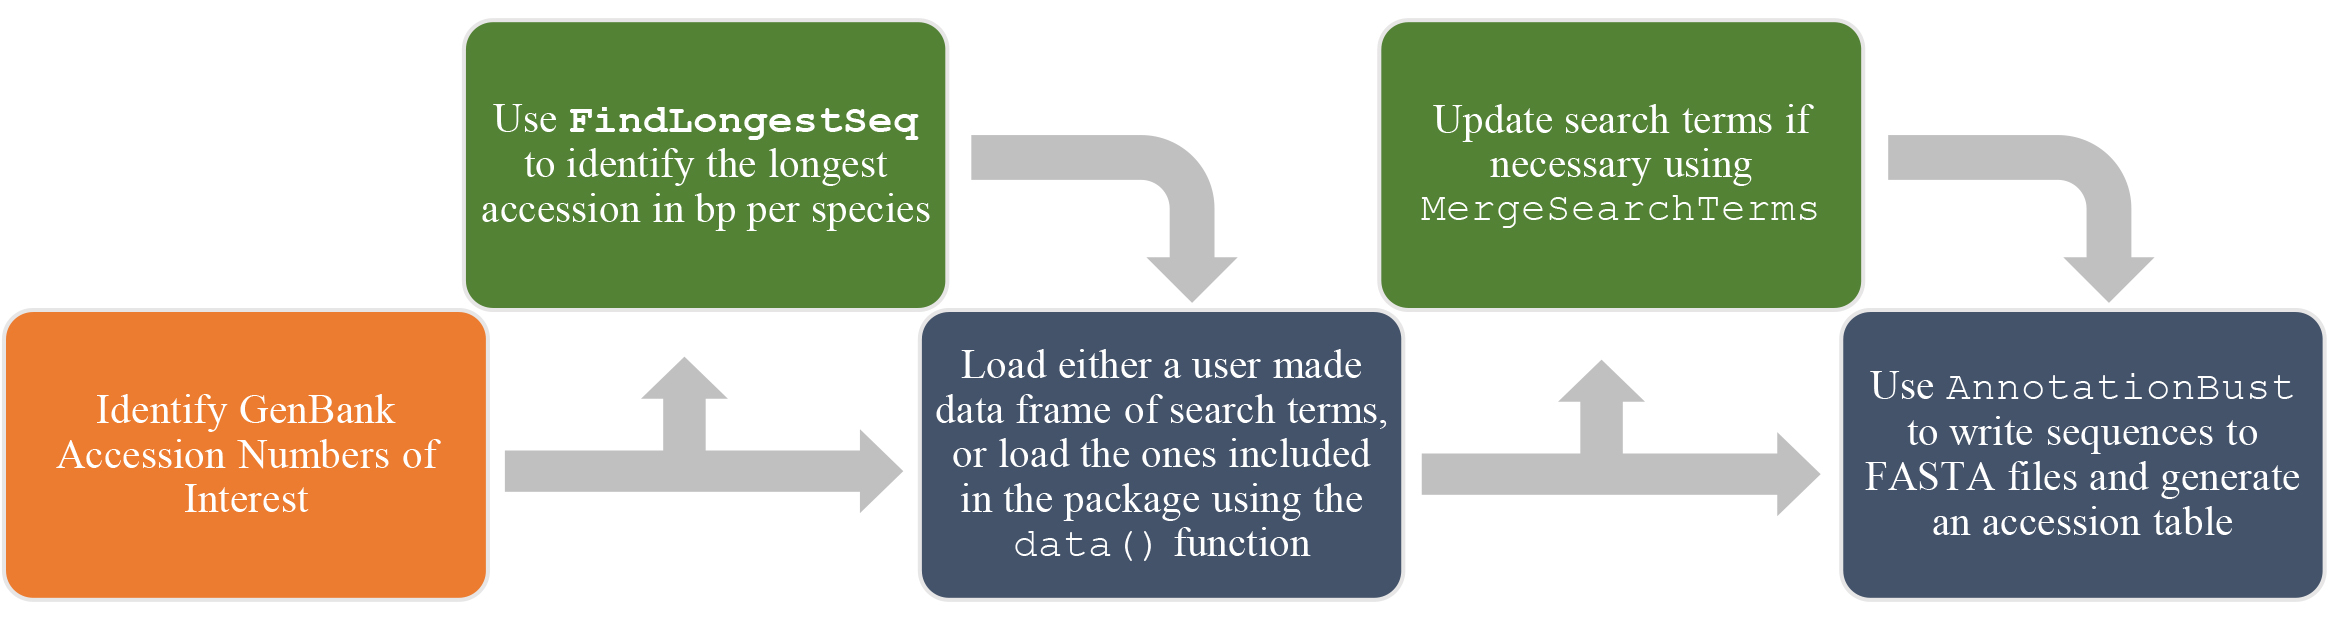 Identify GenBank
Accession Numbers of
Interest
Use FindLongestSeq
to identify the longest
accession in bp per species
Load either a user made
data frame of search terms,
or load the ones included
in the package using the
data() function
Update search terms if
necessary using
MergeSearchTerms
Use AnnotationBust
to write sequences to
FASTA files and generate
an accession table